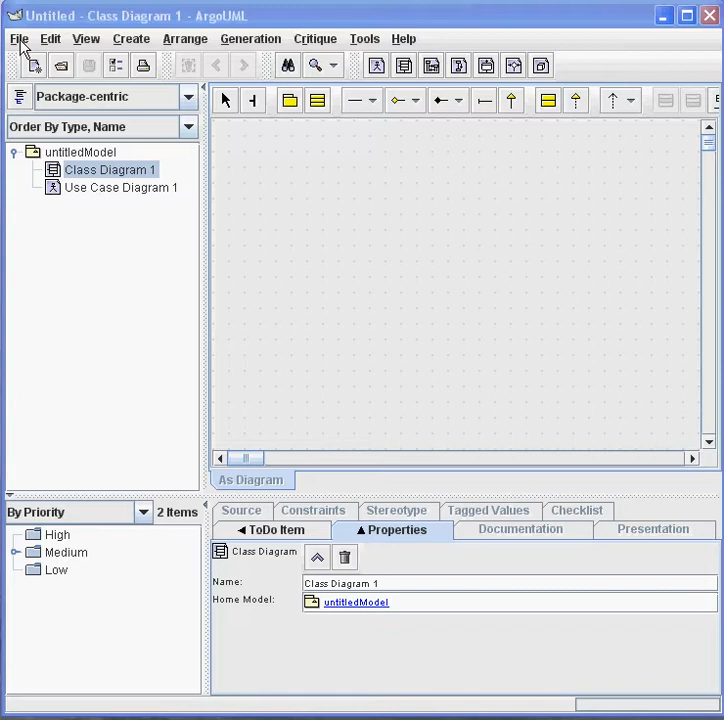 Untitled - Class Diagram 1 - ArgoUML
File Edit View Create Arrange Generation Critique Tools Help
Package-centric
Order By Type, Name
untitledModel
Class Diagram 1
Use Case Diagram 1
As Diagram
By Priority 2 Items
High
Medium
Low
Source Constraints Stereotype Tagged Values Checklist
ToDo Item Properties Documentation Presentation
Class Diagram
Name: Class Diagram 1
Home Model: untitledModel